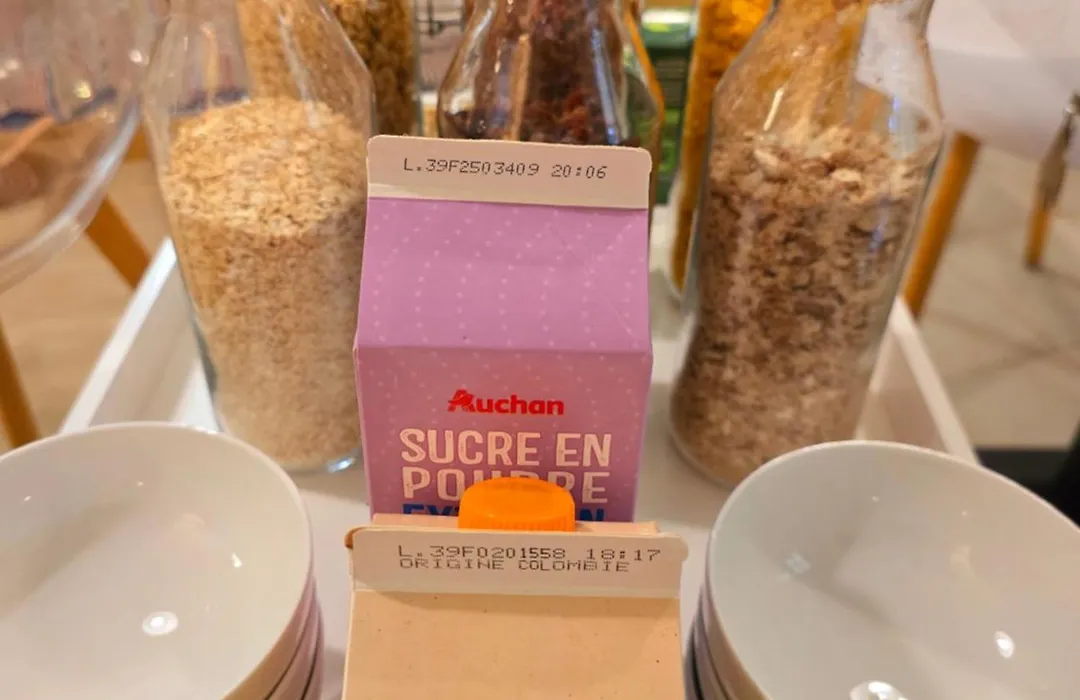 L.39F2503409 20:06
Auchan
SUCRE EN
POUDRE
L.39F0201558 18:17
ORIGINE COLOMBIE